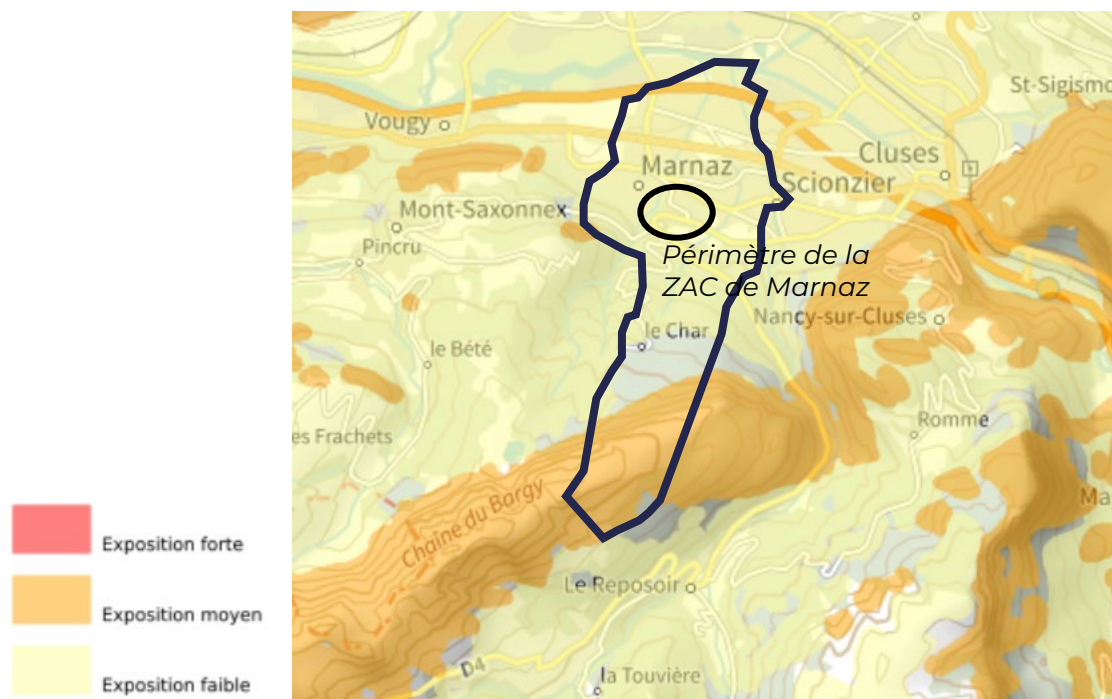 St-Sigismo
Vougy
Cluses
Marnaz
Scionzier
Mont-Saxonnex
Pincru
Périmètre de la
ZAC de Marnaz
Nancy-sur-Cluses
le Char
le Bété
Romme
es Frachets
Ma
Chaîne du Bargy
Exposition forte
Le Reposoir
Exposition moyen
D4
la Touvière
Exposition faible